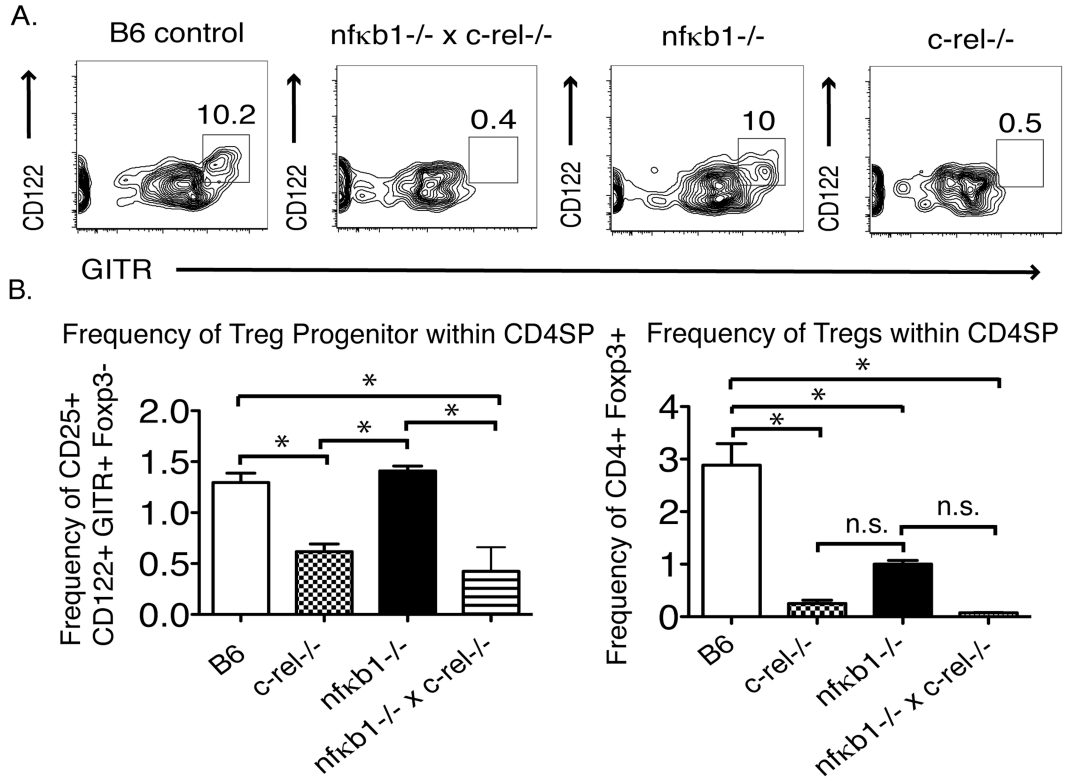 A.
B6 control
nfκb1-/- x c-rel-/-
nfκb1-/-
c-rel-/-
10.2
0.4
10
0.5
CD122
CD122
CD122
CD122
GITR
B.
Frequency of Treg Progenitor within CD4SP
Frequency of CD25+
CD122+ GITR+ Foxp3-
2.0
1.5
1.0
0.5
0.0
*
*
*
*
B6
c-rel-/-
nfκb1-/-
nfκb1-/- x c-rel-/-
Frequency of Tregs within CD4SP
Frequency of CD4+ Foxp3+
4
3
2
1
0
*
*
*
n.s.
n.s.
B6
c-rel-/-
nfκb1-/-
nfκb1-/- x c-rel-/-